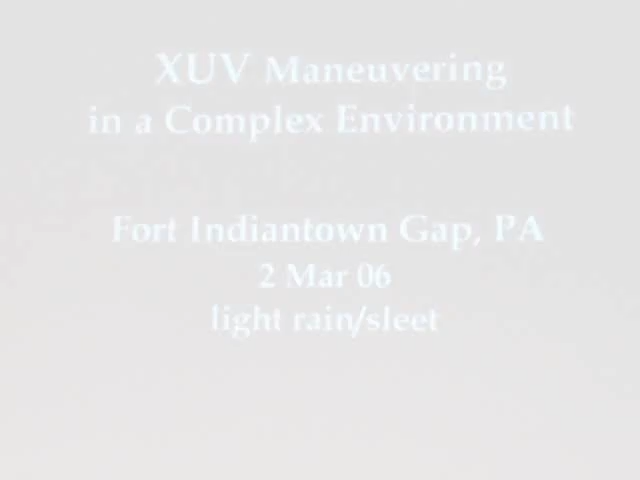 XUV Maneuvering
in a Complex Environment
Fort Indiantown Gap, PA
2 Mar 06
light rain/sleet